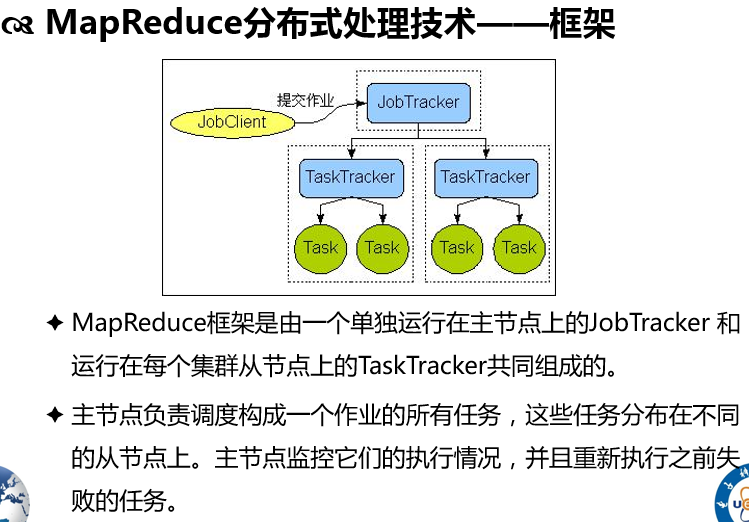 MapReduce分布式处理技术——框架
提交作业
JobTracker
JobClient
TaskTracker
TaskTracker
Task
Task
Task
Task
MapReduce框架是由一个单独运行在主节点上的JobTracker 和
运行在每个集群从节点上的TaskTracker共同组成的。
主节点负责调度构成一个作业的所有任务，这些任务分布在不同
的从节点上。主节点监控它们的执行情况，并且重新执行之前失
败的任务。